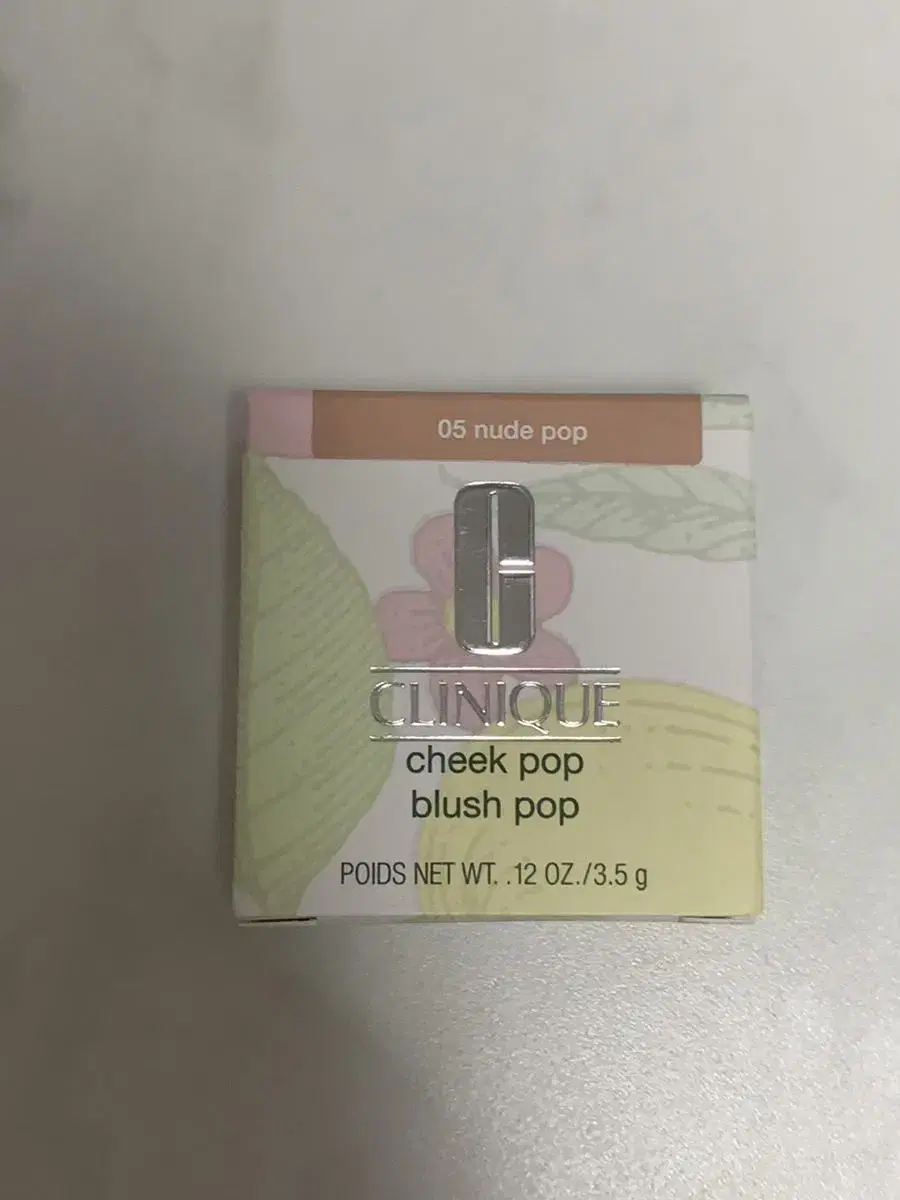 05 nude pop
CLINIQUE
cheek pop
blush pop
POIDS NET WT. .12 OZ./3.5 g